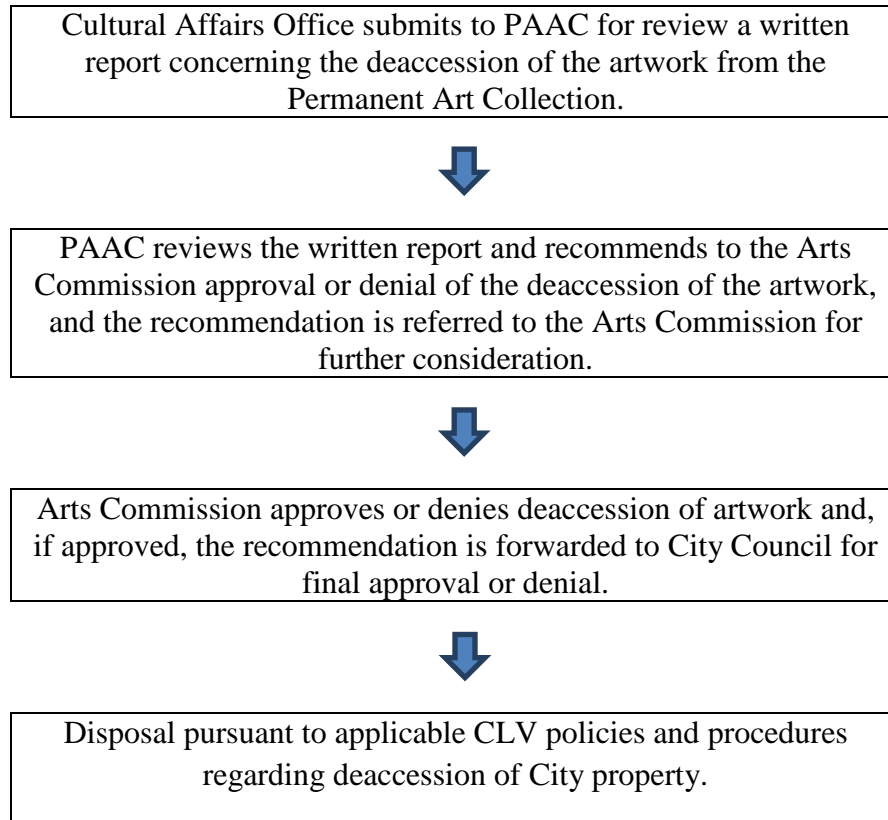 Cultural Affairs Office submits to PAAC for review a written
report concerning the deaccession of the artwork from the
Permanent Art Collection.
PAAC reviews the written report and recommends to the Arts
Commission approval or denial of the deaccession of the artwork,
and the recommendation is referred to the Arts Commission for
further consideration.
Arts Commission approves or denies deaccession of artwork and,
if approved, the recommendation is forwarded to City Council for
final approval or denial.
Disposal pursuant to applicable CLV policies and procedures
regarding deaccession of City property.